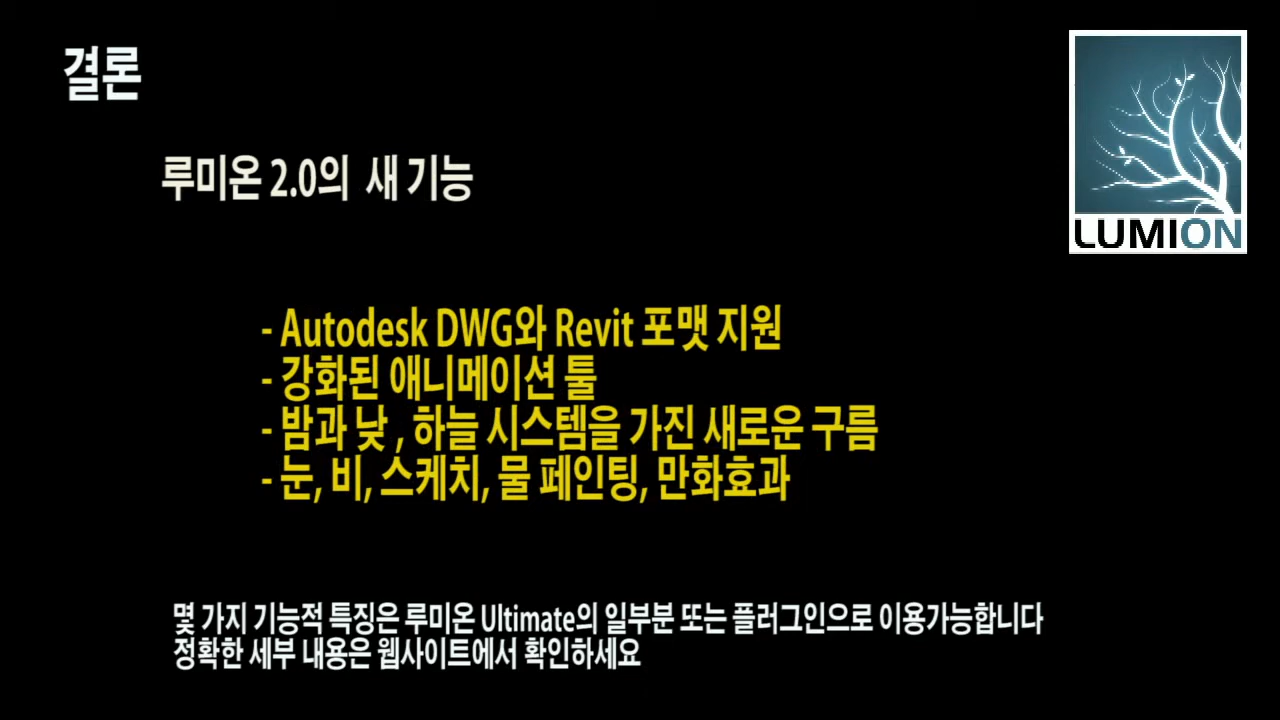 결론
LUMION
루미온 2.0의 새 기능
- Autodesk DWG와 Revit 포맷 지원
- 강화된 애니메이션 툴
- 밤과 낮 , 하늘 시스템을 가진 새로운 구름
- 눈, 비, 스케치, 물 페인팅, 만화효과
몇 가지 기능적 특징은 루미온 Ultimate의 일부분 또는 플러그인으로 이용가능합니다
정확한 세부 내용은 웹사이트에서 확인하세요